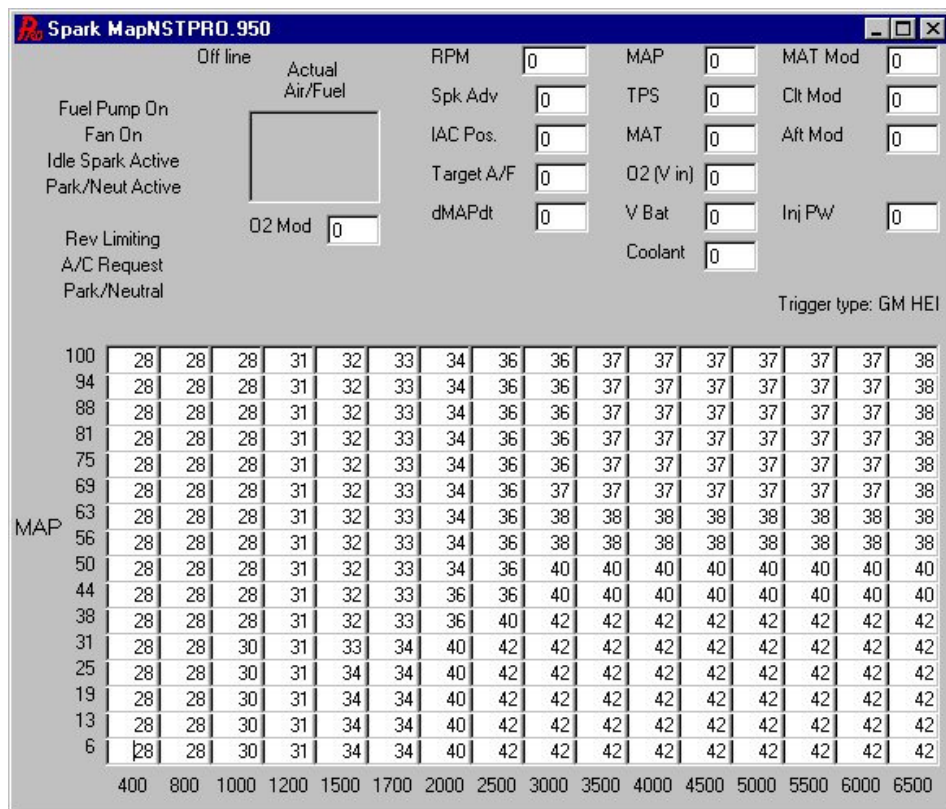 Pro Spark MapNSTPRO.950
Off line Actual Air/Fuel RPM 0 MAP 0 MAT Mod 0
Fuel Pump On Spk Adv 0 TPS 0 Clt Mod 0
Fan On IAC Pos. 0 MAT 0 Aft Mod 0
Idle Spark Active Target A/F 0 O2 (V in) 0
Park/Neut Active
O2 Mod 0 dMAPdt 0 V Bat 0 Inj PW 0
Rev Limiting
A/C Request Coolant 0
Park/Neutral
Trigger type: GM HEI
100 28 28 28 31 32 33 34 36 36 37 37 37 37 37 37 38
94 28 28 28 31 32 33 34 36 36 37 37 37 37 37 37 38
88 28 28 28 31 32 33 34 36 36 37 37 37 37 37 37 38
81 28 28 28 31 32 33 34 36 36 37 37 37 37 37 37 38
75 28 28 28 31 32 33 34 36 36 37 37 37 37 37 37 38
69 28 28 28 31 32 33 34 36 37 37 37 37 37 37 37 38
63 28 28 28 31 32 33 34 36 38 38 38 38 38 38 38 38
MAP
56 28 28 28 31 32 33 34 36 38 38 38 38 38 38 38 38
50 28 28 28 31 32 33 34 36 40 40 40 40 40 40 40 40
44 28 28 28 31 32 33 36 36 40 40 40 40 40 40 40 40
38 28 28 28 31 32 33 36 40 42 42 42 42 42 42 42 42
31 28 28 30 31 33 34 40 42 42 42 42 42 42 42 42 42
25 28 28 30 31 34 34 40 42 42 42 42 42 42 42 42 42
19 28 28 30 31 34 34 40 42 42 42 42 42 42 42 42 42
13 28 28 30 31 34 34 40 42 42 42 42 42 42 42 42 42
6 28 28 30 31 34 34 40 42 42 42 42 42 42 42 42 42
400 800 1000 1200 1500 1700 2000 2500 3000 3500 4000 4500 5000 5500 6000 6500